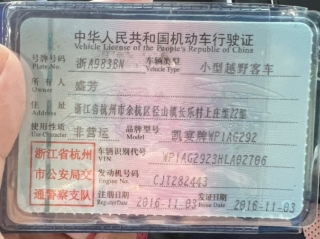 中华人民共和国机动车行驶证
Vehicle License of the People's Republic of China
号牌号码 浙A983BN 车辆类型 小型越野客车
Plate No. Vehicle Type
所有人 盛芳
Owner
住址 浙江省杭州市余杭区径山镇长乐村上庄组22号
Address
使用性质 非营运 品牌型号 凯宴牌WP1AG292
Use Character Model
浙江省杭州市公安局交通警察支队
车辆识别代号 WP1AG2923HLA02706
VIN
发动机号码 CJT282443
Engine No.
注册日期 2016-11-03 发证日期 2016-11-03
Register Date Issue Date